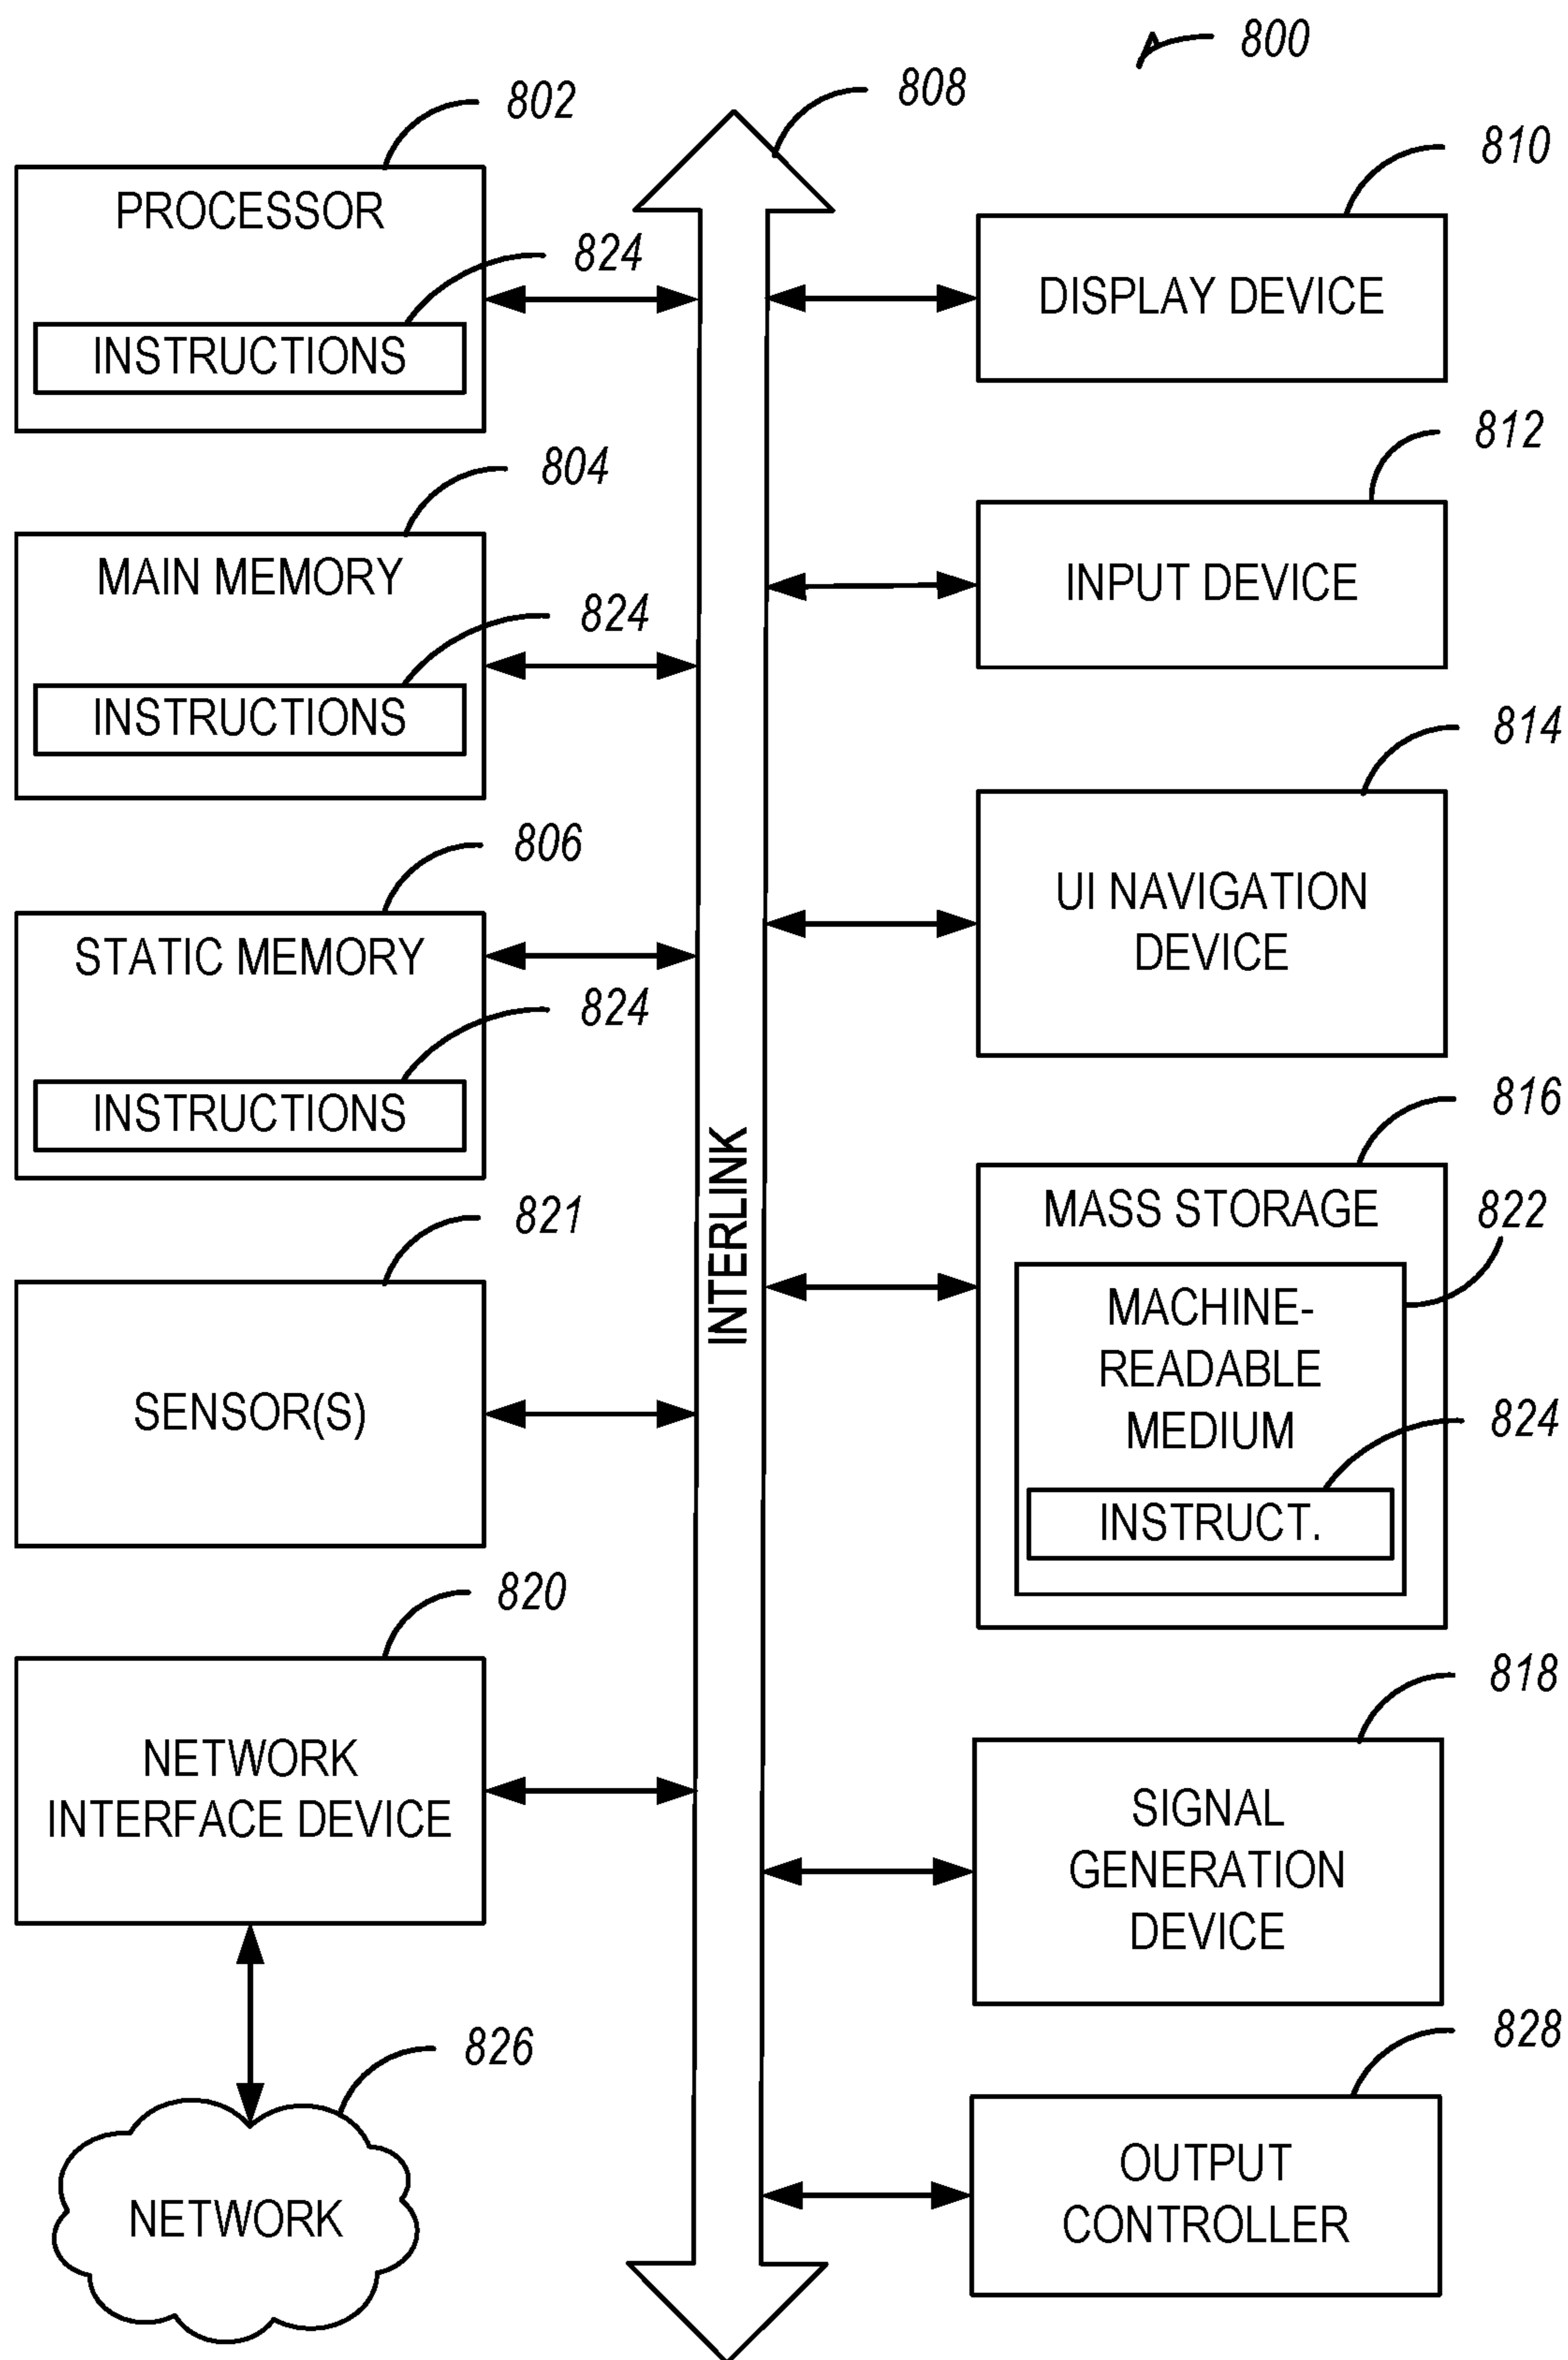 800
802
PROCESSOR
824
INSTRUCTIONS
804
MAIN MEMORY
824
INSTRUCTIONS
806
STATIC MEMORY
824
INSTRUCTIONS
821
SENSOR(S)
820
NETWORK
INTERFACE DEVICE
826
NETWORK
808
INTERLINK
810
DISPLAY DEVICE
812
INPUT DEVICE
814
UI NAVIGATION
DEVICE
816
MASS STORAGE
822
MACHINE-
READABLE
MEDIUM
824
INSTRUCT.
818
SIGNAL
GENERATION
DEVICE
828
OUTPUT
CONTROLLER